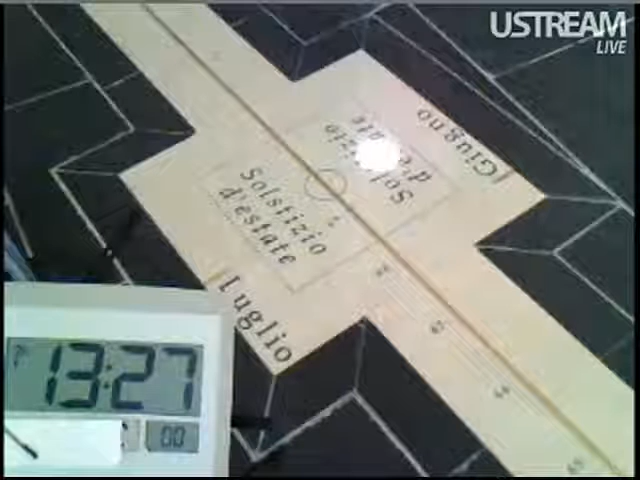 USTREAM
LIVE
Giugno
Solstizio
d'estate
Solstizio
d'estate
Luglio
13:27
00